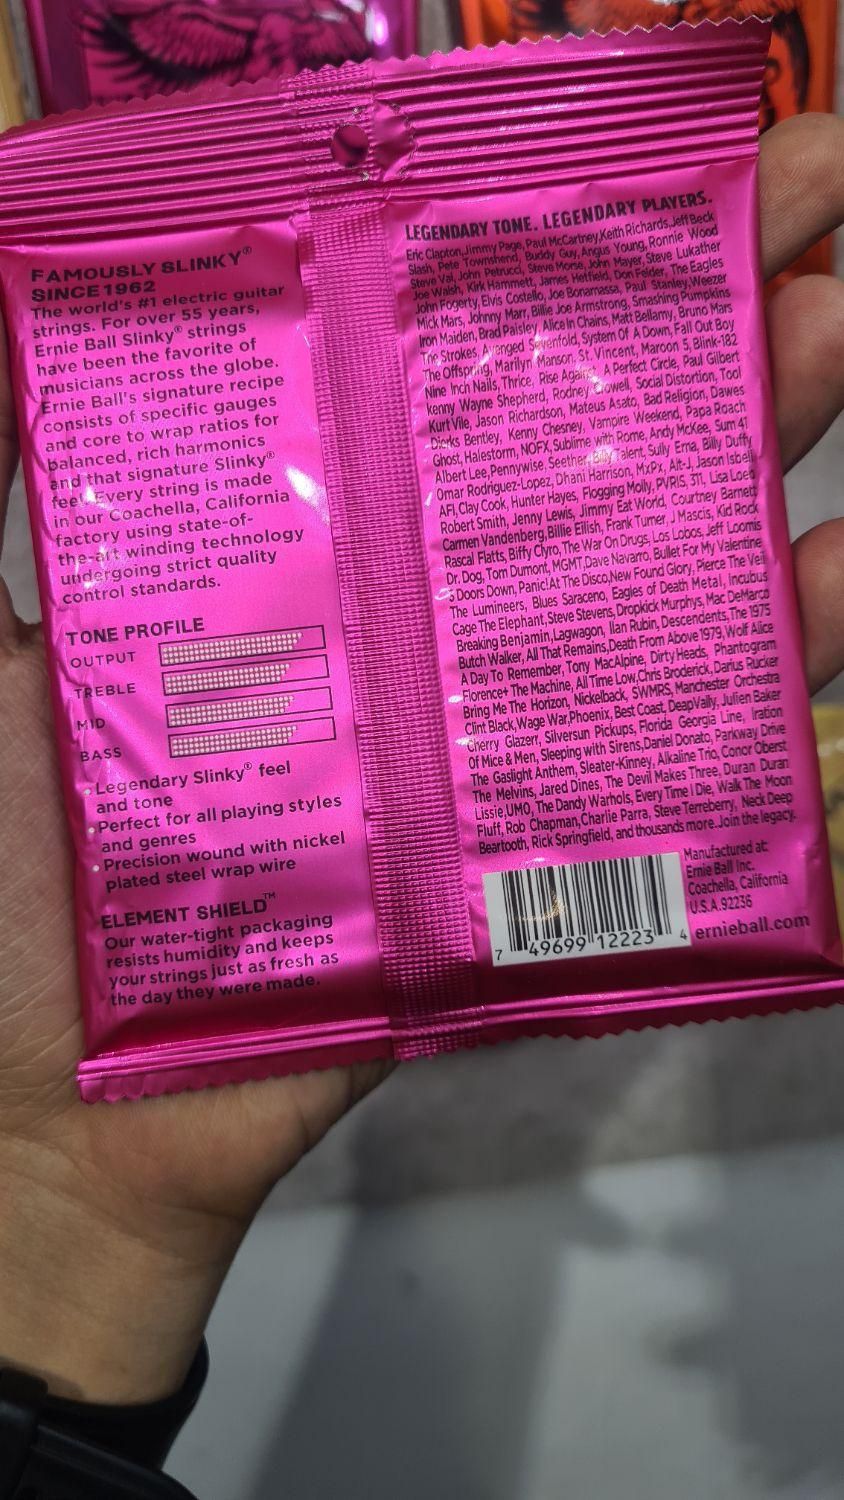 FAMOUSLY SLINKY®
SINCE 1962
The world's #1 electric guitar
strings. For over 55 years,
Ernie Ball Slinky® strings
have been the favorite of
musicians across the globe.
Ernie Ball's signature recipe
consists of specific gauges
and core to wrap ratios for
balanced, rich harmonics
and that signature Slinky®
feel. Every string is made
in our Coachella, California
factory using state-of-
the-art winding technology
undergoing strict quality
control standards.
TONE PROFILE
OUTPUT
TREBLE
MID
BASS
• Legendary Slinky® feel
and tone
• Perfect for all playing styles
and genres
• Precision wound with nickel
plated steel wrap wire
ELEMENT SHIELD™
Our water-tight packaging
resists humidity and keeps
your strings just as fresh as
the day they were made.
LEGENDARY TONE. LEGENDARY PLAYERS.
Eric Clapton, Jimmy Page, Paul McCartney, Keith Richards, Jeff Beck
Slash, Pete Townshend, Buddy Guy, Angus Young, Ronnie Wood
Steve Vai, John Petrucci, Steve Morse, John Mayer, Steve Lukather
Joe Walsh, Kirk Hammett, James Hetfield, Don Felder, The Eagles
John Fogerty, Elvis Costello, Joe Bonamassa, Paul Stanley, Weezer
Mick Mars, Johnny Marr, Billie Joe Armstrong, Smashing Pumpkins
Iron Maiden, Brad Paisley, Alice In Chains, Matt Bellamy, Bruno Mars
The Strokes, Avenged Sevenfold, System Of A Down, Fall Out Boy
The Offspring, Marilyn Manson, St. Vincent, Maroon 5, Blink-182
Nine Inch Nails, Thrice, Rise Against, A Perfect Circle, Paul Gilbert
kenny Wayne Shepherd, Rodney Crowell, Social Distortion, Tool
Kurt Vile, Jason Richardson, Mateus Asato, Bad Religion, Dawes
Dierks Bentley, Kenny Chesney, Vampire Weekend, Papa Roach
Ghost, Halestorm, NOFX, Sublime with Rome, Andy McKee, Sum 41
Albert Lee, Pennywise, Seether, Billy Talent, Sully Erna, Billy Duffy
Omar Rodriguez-Lopez, Dhani Harrison, MxPx, Alt-J, Jason Isbell
AFI, Clay Cook, Hunter Hayes, Flogging Molly, PVRIS, 311, Lisa Loeb
Robert Smith, Jenny Lewis, Jimmy Eat World, Courtney Barnett
Carmen Vandenberg, Billie Eilish, Frank Turner, J Mascis, Kid Rock
Rascal Flatts, Biffy Clyro, The War On Drugs, Los Lobos, Jeff Loomis
Dr. Dog, Tom Dumont, MGMT, Dave Navarro, Bullet For My Valentine
3 Doors Down, Panic! At The Disco, New Found Glory, Pierce The Veil
The Lumineers, Blues Saraceno, Eagles of Death Metal, Incubus
Cage The Elephant, Steve Stevens, Dropkick Murphys, Mac DeMarco
Breaking Benjamin, Lagwagon, Ilan Rubin, Descendents, The 1975
Butch Walker, All That Remains, Death From Above 1979, Wolf Alice
A Day To Remember, Tony MacAlpine, Dirty Heads, Phantogram
Florence + The Machine, All Time Low, Chris Broderick, Darius Rucker
Bring Me The Horizon, Nickelback, SWMRS, Manchester Orchestra
Clint Black, Wage War, Phoenix, Best Coast, Deap Vally, Julien Baker
Cherry Glazerr, Silversun Pickups, Florida Georgia Line, Iration
Of Mice & Men, Sleeping with Sirens, Daniel Donato, Parkway Drive
The Gaslight Anthem, Sleater-Kinney, Alkaline Trio, Conor Oberst
The Melvins, Jared Dines, The Devil Makes Three, Duran Duran
Lissie, UMO, The Dandy Warhols, Every Time I Die, Walk The Moon
Fluff, Rob Chapman, Charlie Parra, Steve Terreberry, Neck Deep
Beartooth, Rick Springfield, and thousands more. Join the legacy.
7 49699 12223 4
Manufactured at:
Ernie Ball Inc.
Coachella, California
U.S.A. 92236
ernieball.com